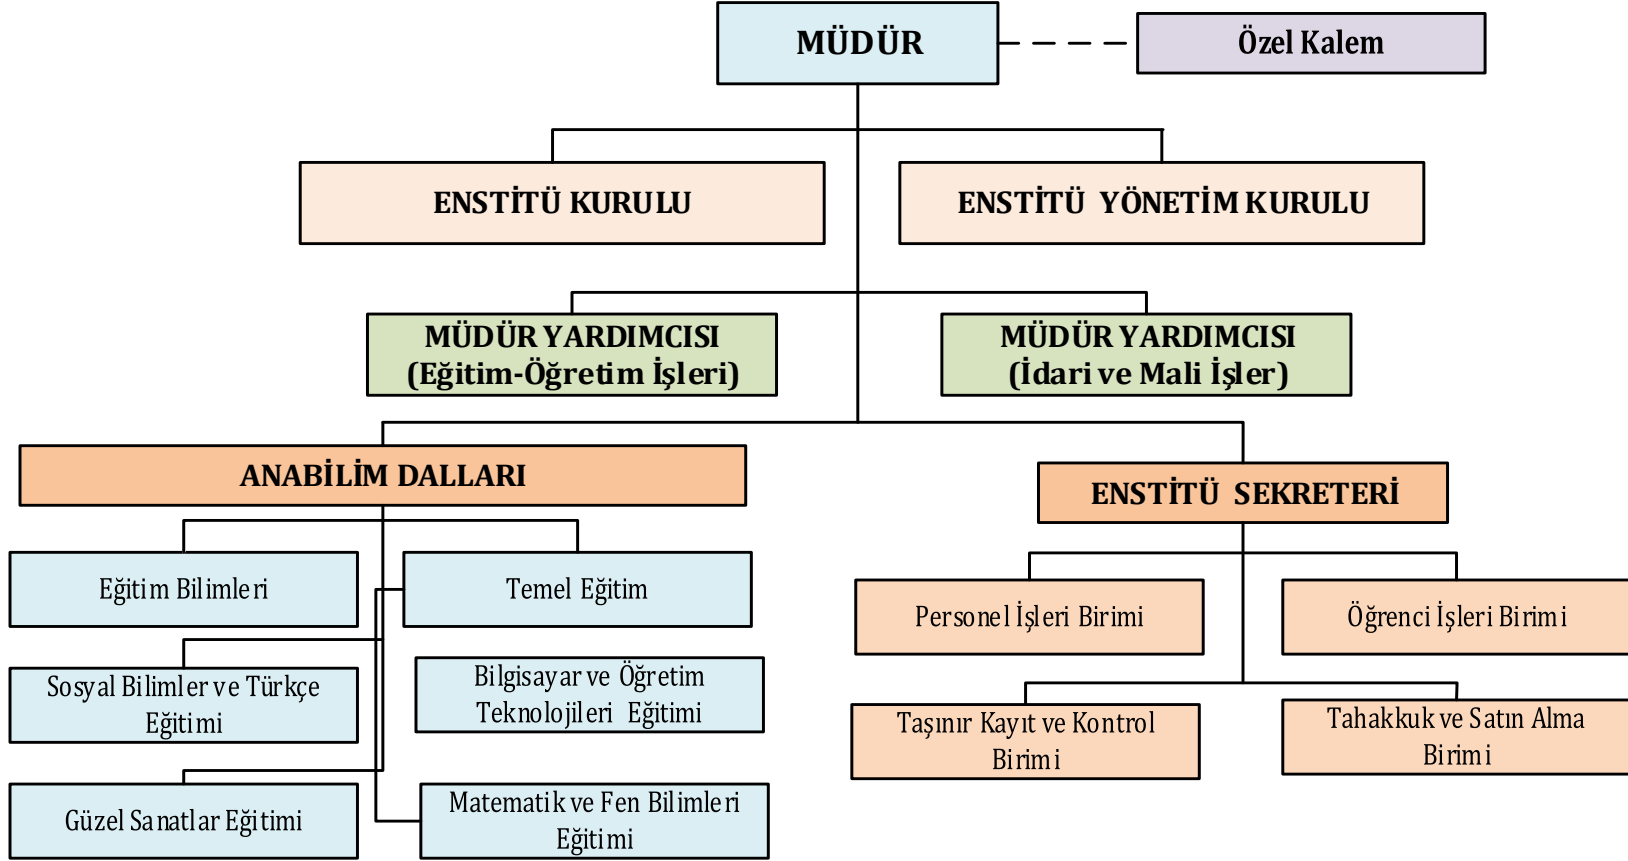 MÜDÜR
Özel Kalem
ENSTİTÜ KURULU
ENSTİTÜ YÖNETİM KURULU
MÜDÜR YARDIMCISI
(Eğitim-Öğretim İşleri)
MÜDÜR YARDIMCISI
(İdari ve Mali İşler)
ANABİLİM DALLARI
ENSTİTÜ SEKRETERİ
Eğitim Bilimleri
Temel Eğitim
Personel İşleri Birimi
Öğrenci İşleri Birimi
Sosyal Bilimler ve Türkçe
Eğitimi
Bilgisayar ve Öğretim
Teknolojileri Eğitimi
Taşınır Kayıt ve Kontrol
Birimi
Tahakkuk ve Satın Alma
Birimi
Güzel Sanatlar Eğitimi
Matematik ve Fen Bilimleri
Eğitimi